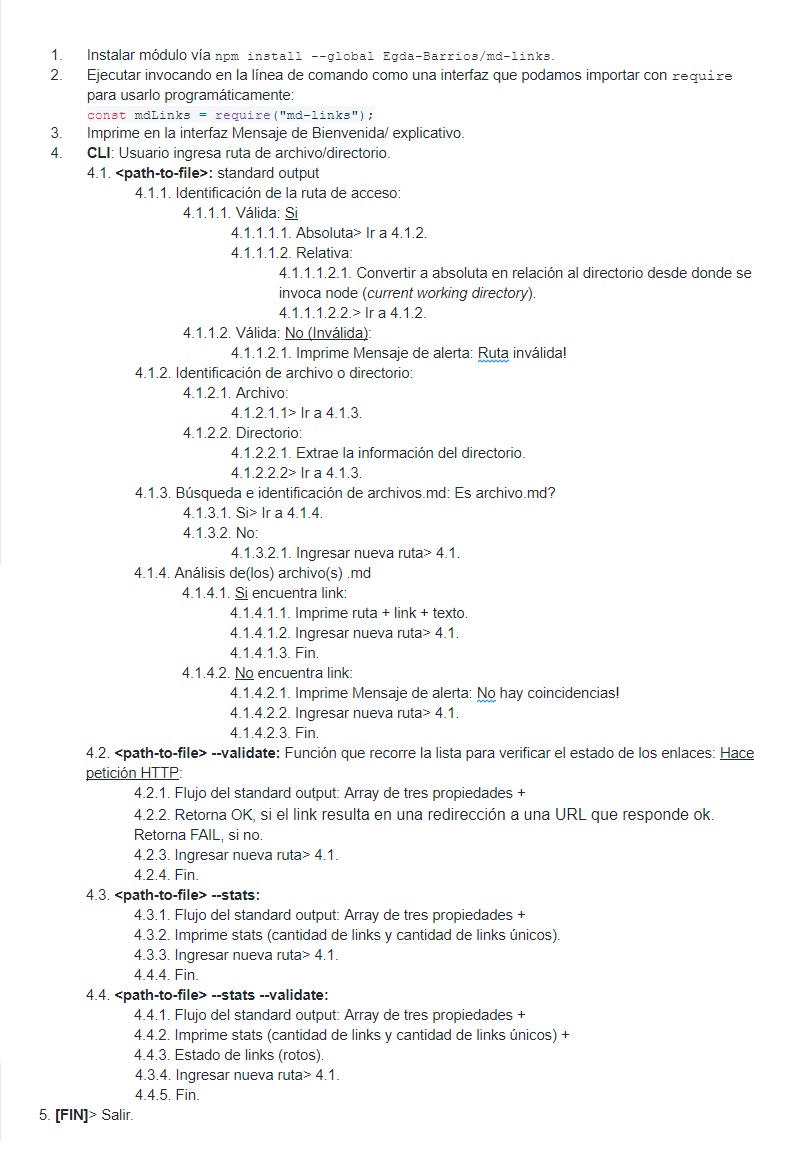 1. Instalar módulo vía npm install --global Egda-Barrios/md-links.
2. Ejecutar invocando en la línea de comando como una interfaz que podamos importar con require
para usarlo programáticamente:
const mdLinks = require("md-links");
3. Imprime en la interfaz Mensaje de Bienvenida/ explicativo.
4. CLI: Usuario ingresa ruta de archivo/directorio.
4.1. <path-to-file>: standard output
4.1.1. Identificación de la ruta de acceso:
4.1.1.1. Válida: Si
4.1.1.1.1. Absoluta> Ir a 4.1.2.
4.1.1.1.2. Relativa:
4.1.1.1.2.1. Convertir a absoluta en relación al directorio desde donde se
invoca node (current working directory).
4.1.1.1.2.2.> Ir a 4.1.2.
4.1.1.2. Válida: No (Inválida):
4.1.1.2.1. Imprime Mensaje de alerta: Ruta inválida!
4.1.2. Identificación de archivo o directorio:
4.1.2.1. Archivo:
4.1.2.1.1> Ir a 4.1.3.
4.1.2.2. Directorio:
4.1.2.2.1. Extrae la información del directorio.
4.1.2.2.2> Ir a 4.1.3.
4.1.3. Búsqueda e identificación de archivos.md: Es archivo.md?
4.1.3.1. Si> Ir a 4.1.4.
4.1.3.2. No:
4.1.3.2.1. Ingresar nueva ruta> 4.1.
4.1.4. Análisis de(los) archivo(s) .md
4.1.4.1. Si encuentra link:
4.1.4.1.1. Imprime ruta + link + texto.
4.1.4.1.2. Ingresar nueva ruta> 4.1.
4.1.4.1.3. Fin.
4.1.4.2. No encuentra link:
4.1.4.2.1. Imprime Mensaje de alerta: No hay coincidencias!
4.1.4.2.2. Ingresar nueva ruta> 4.1.
4.1.4.2.3. Fin.
4.2. <path-to-file> --validate: Función que recorre la lista para verificar el estado de los enlaces: Hace
petición HTTP:
4.2.1. Flujo del standard output: Array de tres propiedades +
4.2.2. Retorna OK, si el link resulta en una redirección a una URL que responde ok.
Retorna FAIL, si no.
4.2.3. Ingresar nueva ruta> 4.1.
4.2.4. Fin.
4.3. <path-to-file> --stats:
4.3.1. Flujo del standard output: Array de tres propiedades +
4.3.2. Imprime stats (cantidad de links y cantidad de links únicos).
4.3.3. Ingresar nueva ruta> 4.1.
4.4.4. Fin.
4.4. <path-to-file> --stats --validate:
4.4.1. Flujo del standard output: Array de tres propiedades +
4.4.2. Imprime stats (cantidad de links y cantidad de links únicos) +
4.4.3. Estado de links (rotos).
4.3.4. Ingresar nueva ruta> 4.1.
4.4.5. Fin.
5. [FIN]> Salir.